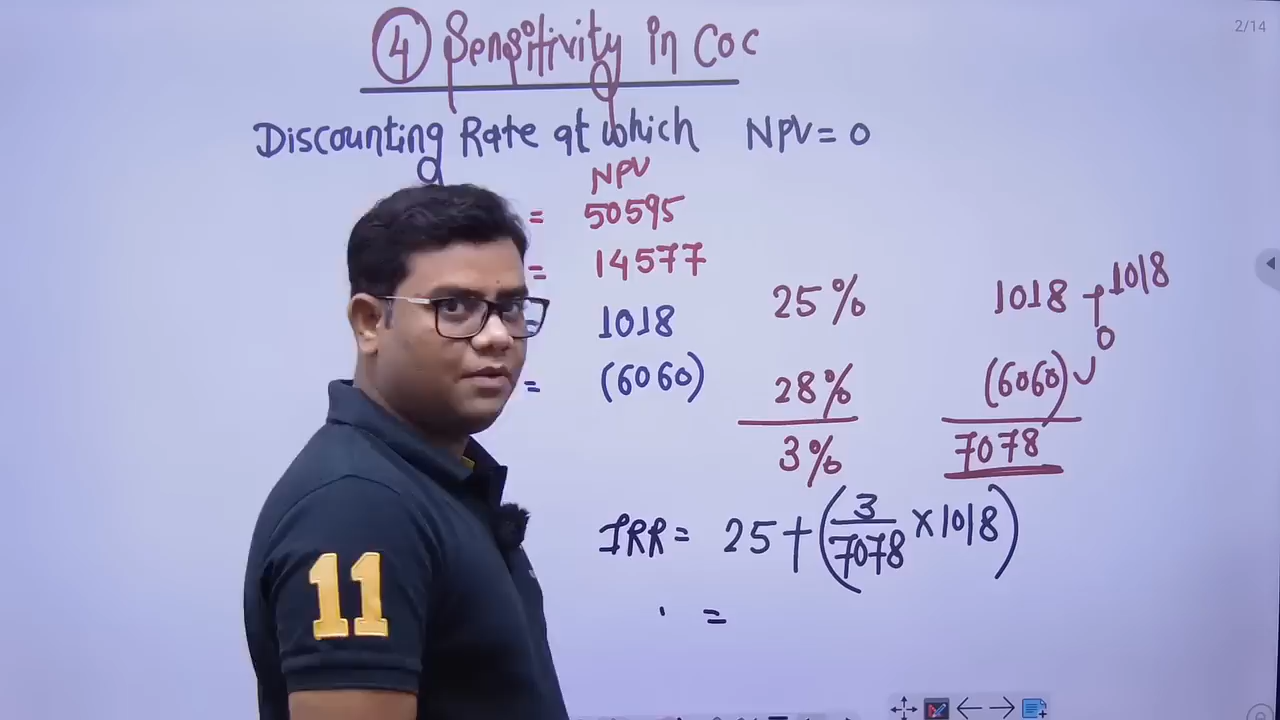 2/14
④ Sensitivity in Coc
Discounting Rate at which NPV = 0
NPV
= 50595
= 14577
= 1018
= (6060)
25% 1018 1018
0
28% (6060) ✓
3% 7078
IRR = 25 + (3/7078 × 1018)
=
11